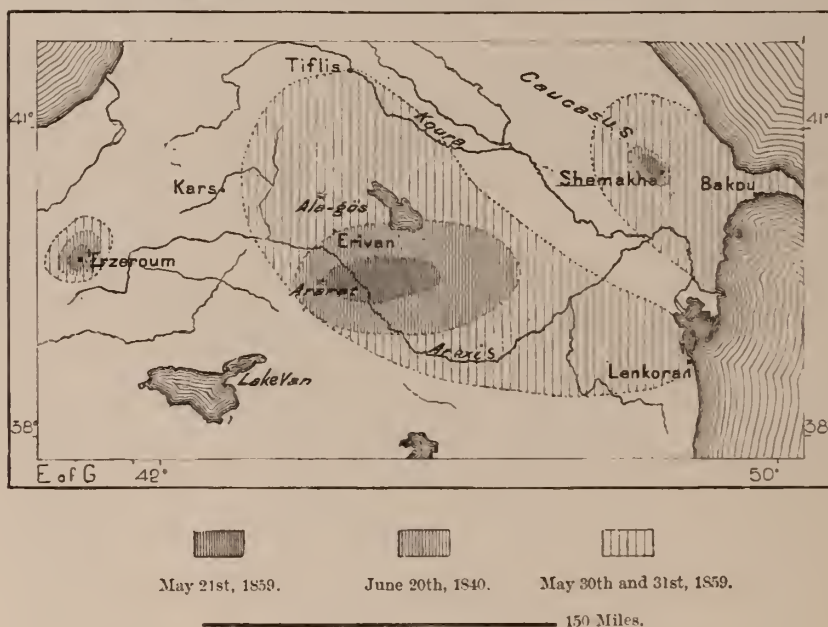 Tiflis
Caucasus
41°
41°
Koura
Kars
Shemakha
Bakou
Ala-gös
Erivan
Erzeroum
Ararat
Araxes
Lenkoran
Lake Van
38°
38°
E of G
42°
50°
May 21st, 1859.
June 20th, 1840.
May 30th and 31st, 1859.
150 Miles.